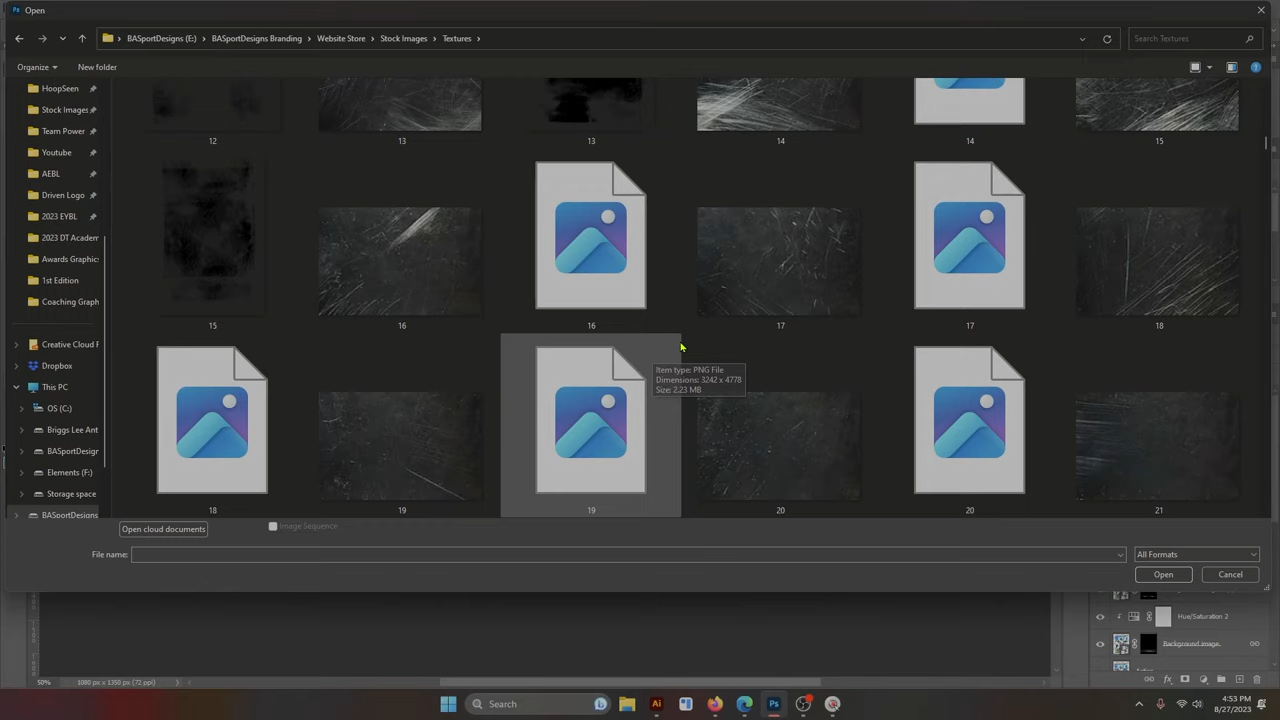 Open
BASportDesigns (E:) > BASportDesigns Branding > Website Store > Stock Images > Textures >
Search Textures
Organize
New folder
HoopSeen
Stock Images
Team Power
Youtube
AEBL
Driven Logo
2023 EYBL
2023 DT Academ
Awards Graphics
1st Edition
Coaching Graph
Creative Cloud F
Dropbox
This PC
OS (C:)
Briggs Lee Ant
BASportDesign
Elements (F:)
Storage space
BASportDesigns
12
13
13
14
14
15
15
16
16
17
17
18
Item type: PNG File
Dimensions: 3242 x 4778
Size: 2.23 MB
18
19
19
20
20
21
Open cloud documents
Image Sequence
File name:
All Formats
Open
Cancel
Hue/Saturation 2
Background Image
50%
1080 px x 1350 px (72 ppi)
Search
4:53 PM
8/27/2023